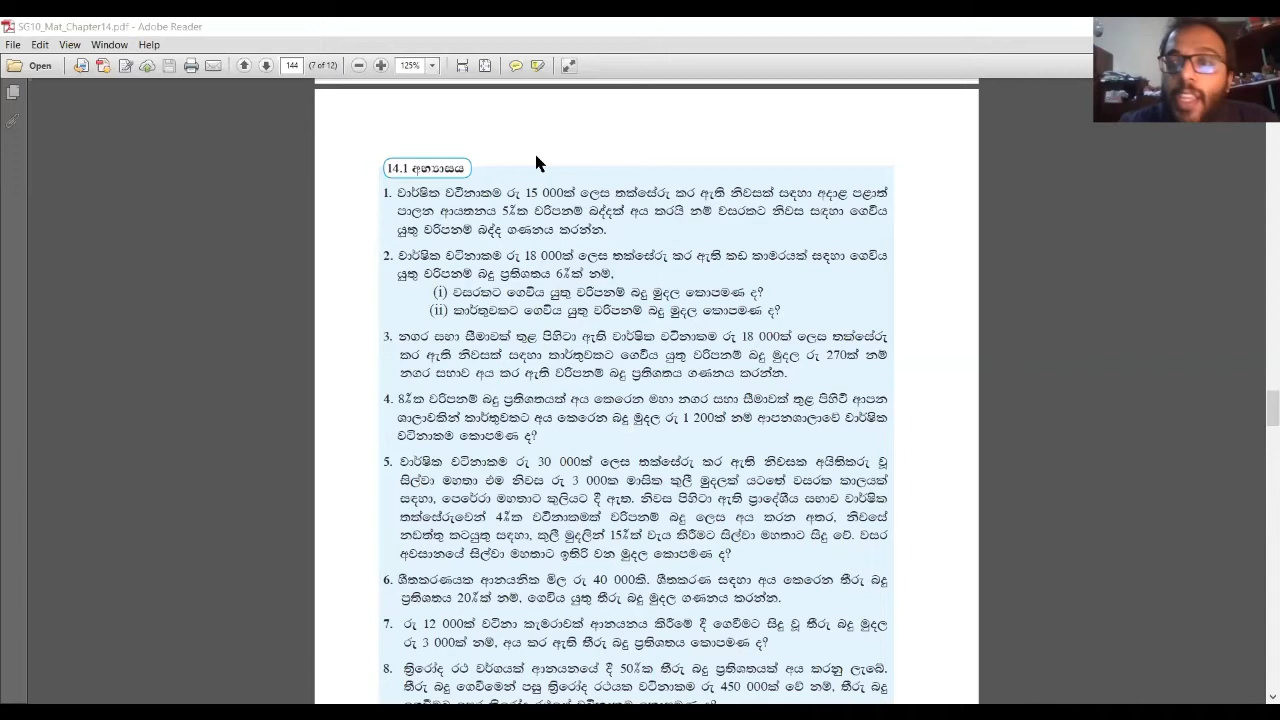 SG10_Mat_Chapter14.pdf - Adobe Reader
File Edit View Window Help
Open 144 (7 of 12) 125%
14.1 අභ්‍යාසය
1. වාර්ෂික වටිනාකම රු 15 000ක් ලෙස තක්සේරු කර ඇති නිවසක් සඳහා අදාළ පළාත්
පාලන ආයතනය 5%ක වරිපනම් බද්දක් අය කරයි නම් වසරකට නිවස සඳහා ගෙවිය
යුතු වරිපනම් බද්ද ගණනය කරන්න.
2. වාර්ෂික වටිනාකම රු 18 000ක් ලෙස තක්සේරු කර ඇති කඩ කාමරයක් සඳහා ගෙවිය
යුතු වරිපනම් බදු ප්‍රතිශතය 6%ක් නම්,
(i) වසරකට ගෙවිය යුතු වරිපනම් බදු මුදල කොපමණ ද?
(ii) කාර්තුවකට ගෙවිය යුතු වරිපනම් බදු මුදල කොපමණ ද?
3. නගර සභා සීමාවක් තුළ පිහිටා ඇති වාර්ෂික වටිනාකම රු 18 000ක් ලෙස තක්සේරු
කර ඇති නිවසක් සඳහා කාර්තුවකට ගෙවිය යුතු වරිපනම් බදු මුදල රු 270ක් නම්
නගර සභාව අය කර ඇති වරිපනම් බදු ප්‍රතිශතය ගණනය කරන්න.
4. 8%ක වරිපනම් බදු ප්‍රතිශතයක් අය කෙරෙන මහා නගර සභා සීමාවක් තුළ පිහිටි ආපන
ශාලාවකින් කාර්තුවකට අය කෙරෙන බදු මුදල රු 1 200ක් නම් ආපනශාලාවේ වාර්ෂික
වටිනාකම කොපමණ ද?
5. වාර්ෂික වටිනාකම රු 30 000ක් ලෙස තක්සේරු කර ඇති නිවසක අයිතිකරු වූ
සිල්වා මහතා එම නිවස රු 3 000ක මාසික කුලී මුදලක් යටතේ වසරක කාලයක්
සඳහා, පෙරේරා මහතාට කුලියට දී ඇත. නිවස පිහිටා ඇති ප්‍රාදේශීය සභාව වාර්ෂික
තක්සේරුවෙන් 4%ක වටිනාකමක් වරිපනම් බදු ලෙස අය කරන අතර, නිවසේ
නඩත්තු කටයුතු සඳහා, කුලී මුදලින් 15%ක් වැය කිරීමට සිල්වා මහතාට සිදු වේ. වසර
අවසානයේ සිල්වා මහතාට ඉතිරි වන මුදල කොපමණ ද?
6. ශීතකරණයක ආනයනික මිල රු 40 000කි. ශීතකරණ සඳහා අය කෙරෙන තීරු බදු
ප්‍රතිශතය 20%ක් නම්, ගෙවිය යුතු තීරු බදු මුදල ගණනය කරන්න.
7. රු 12 000ක් වටිනා කැමරාවක් ආනයනය කිරීමේ දී ගෙවීමට සිදු වූ තීරු බදු මුදල
රු 3 000ක් නම්, අය කර ඇති තීරු බදු ප්‍රතිශතය කොපමණ ද?
8. ත්‍රිරෝද රථ වර්ගයක් ආනයනයේ දී 50%ක තීරු බදු ප්‍රතිශතයක් අය කරනු ලැබේ.
තීරු බදු ගෙවීමෙන් පසු ත්‍රිරෝද රථයක වටිනාකම රු 450 000ක් වේ නම්, තීරු බදු